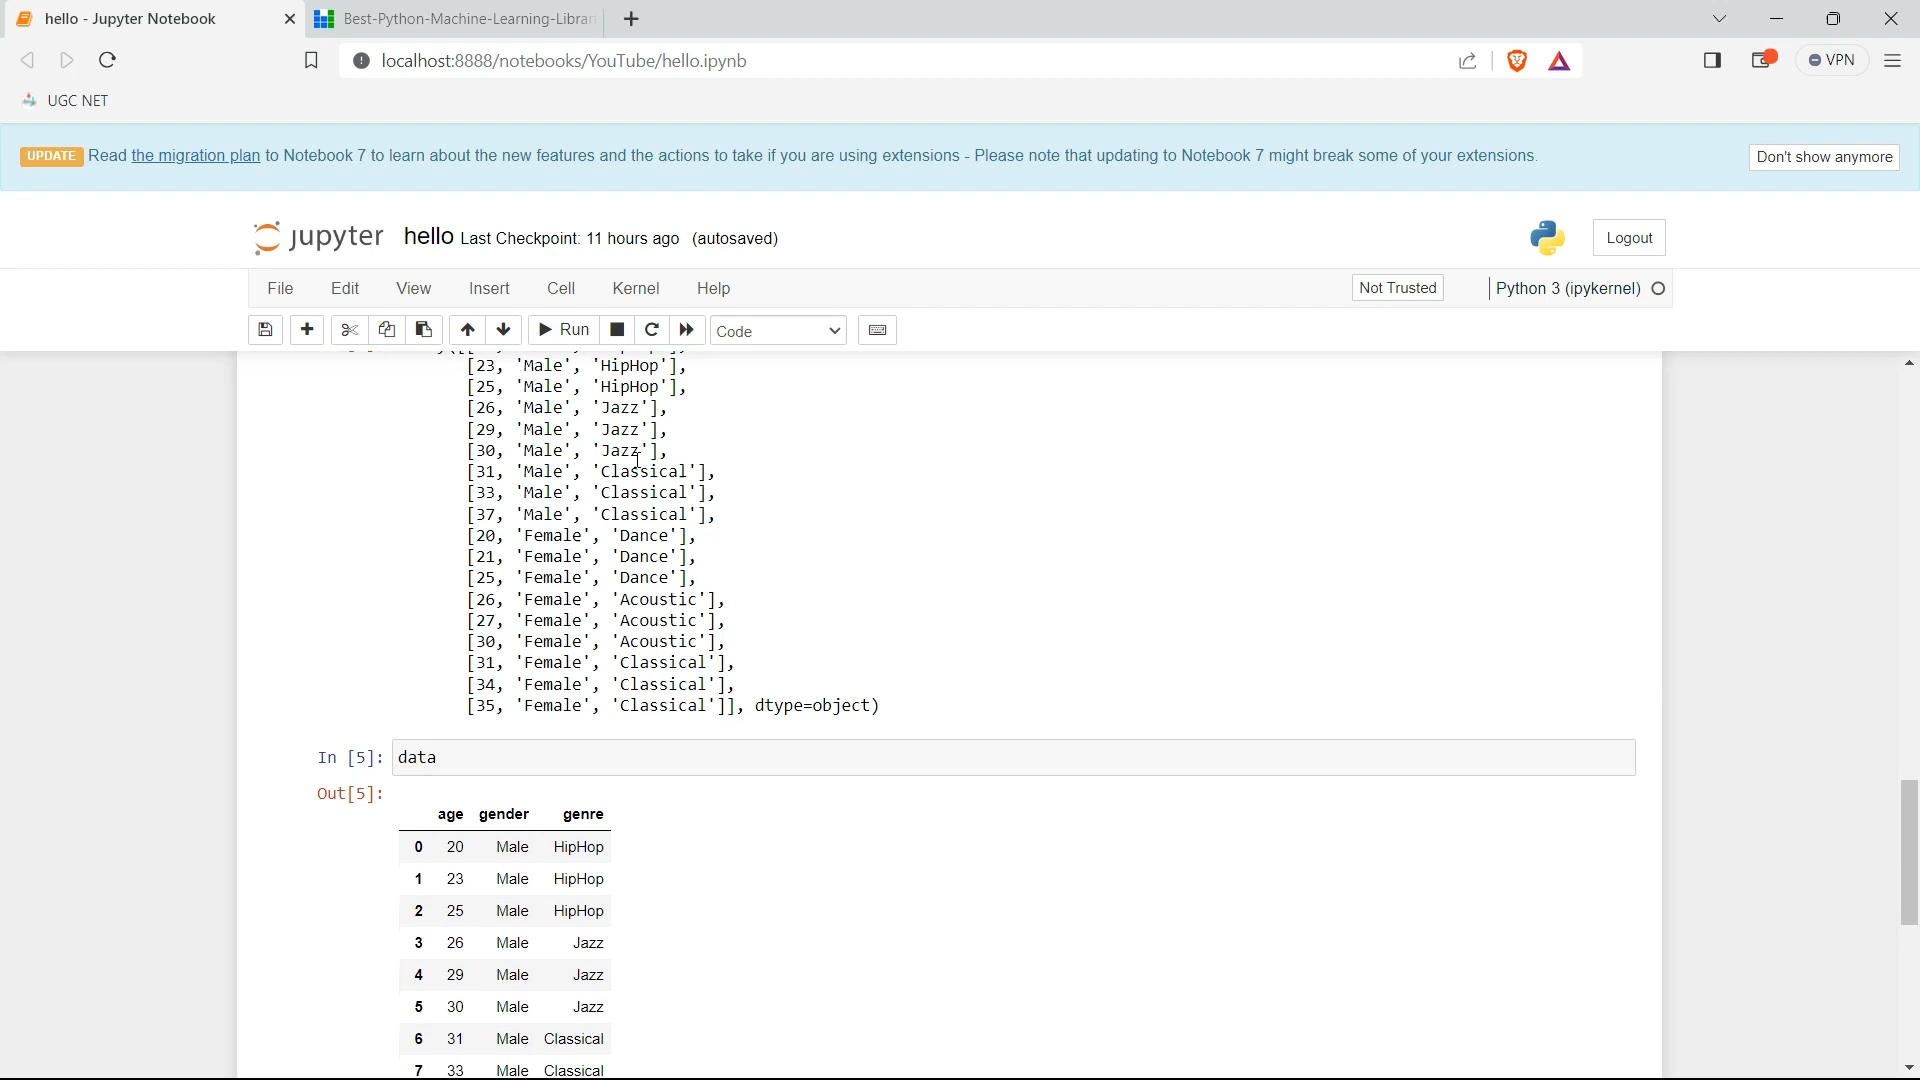 hello - Jupyter Notebook
Best-Python-Machine-Learning-Librar
localhost:8888/notebooks/YouTube/hello.ipynb
VPN
UGC NET
UPDATE Read the migration plan to Notebook 7 to learn about the new features and the actions to take if you are using extensions - Please note that updating to Notebook 7 might break some of your extensions.
Don't show anymore
jupyter hello Last Checkpoint: 11 hours ago (autosaved)
Logout
File Edit View Insert Cell Kernel Help
Not Trusted
Python 3 (ipykernel)
Run
Code
[23, 'Male', 'HipHop'],
[25, 'Male', 'HipHop'],
[26, 'Male', 'Jazz'],
[29, 'Male', 'Jazz'],
[30, 'Male', 'Jazz'],
[31, 'Male', 'Classical'],
[33, 'Male', 'Classical'],
[37, 'Male', 'Classical'],
[20, 'Female', 'Dance'],
[21, 'Female', 'Dance'],
[25, 'Female', 'Dance'],
[26, 'Female', 'Acoustic'],
[27, 'Female', 'Acoustic'],
[30, 'Female', 'Acoustic'],
[31, 'Female', 'Classical'],
[34, 'Female', 'Classical'],
[35, 'Female', 'Classical']], dtype=object)
In [5]: data
Out[5]:
age gender genre
0 20 Male HipHop
1 23 Male HipHop
2 25 Male HipHop
3 26 Male Jazz
4 29 Male Jazz
5 30 Male Jazz
6 31 Male Classical
7 33 Male Classical